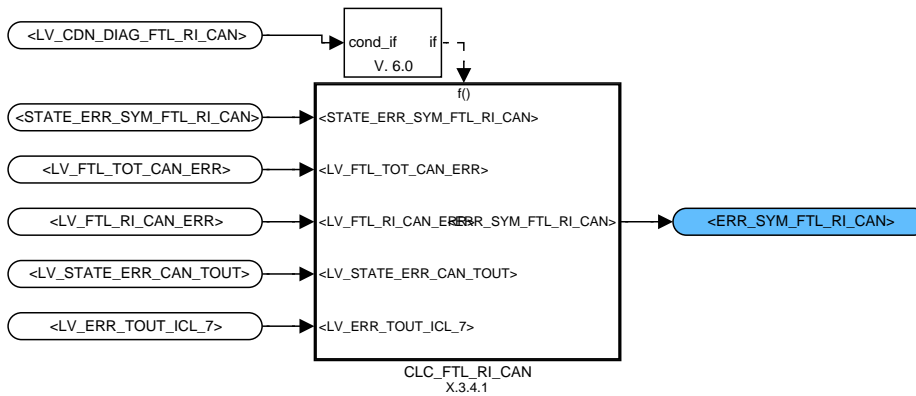 <LV_CDN_DIAG_FTL_RI_CAN>
cond_if if
V. 6.0
f()
<STATE_ERR_SYM_FTL_RI_CAN> <STATE_ERR_SYM_FTL_RI_CAN>
<LV_FTL_TOT_CAN_ERR> <LV_FTL_TOT_CAN_ERR>
<LV_FTL_RI_CAN_ERR> <LV_FTL_RI_CAN_ERR> <ERR_SYM_FTL_RI_CAN> <ERR_SYM_FTL_RI_CAN>
<LV_STATE_ERR_CAN_TOUT> <LV_STATE_ERR_CAN_TOUT>
<LV_ERR_TOUT_ICL_7> <LV_ERR_TOUT_ICL_7>
CLC_FTL_RI_CAN
X.3.4.1